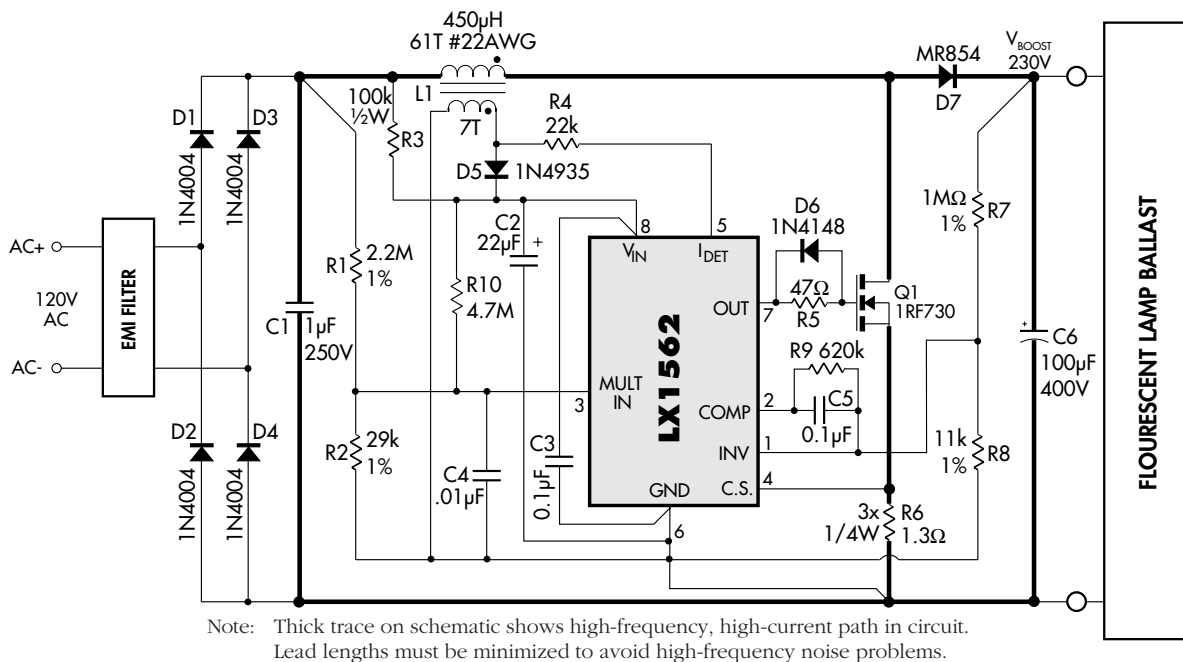 450µH
61T #22AWG
V_BOOST
230V
MR854
D7
L1
7T
100k
½W
R3
R4
22k
D1
1N4004
D3
1N4004
D5
1N4935
AC+
120V
AC
AC-
EMI FILTER
R1
2.2M
1%
R10
4.7M
C2
22µF
+
8
V_IN
5
I_DET
D6
1N4148
47Ω
R5
OUT
7
Q1
1RF730
1MΩ
1%
R7
C1
1µF
250V
LX1562
MULT
IN
3
COMP
2
INV
1
C.S.
4
GND
6
R9 620k
C5
0.1µF
+
C6
100µF
400V
D2
1N4004
D4
1N4004
R2
29k
1%
C4
.01µF
C3
0.1µF
11k
1%
R8
3x
1/4W
R6
1.3Ω
FLOURESCENT LAMP BALLAST
Note: Thick trace on schematic shows high-frequency, high-current path in circuit.
Lead lengths must be minimized to avoid high-frequency noise problems.